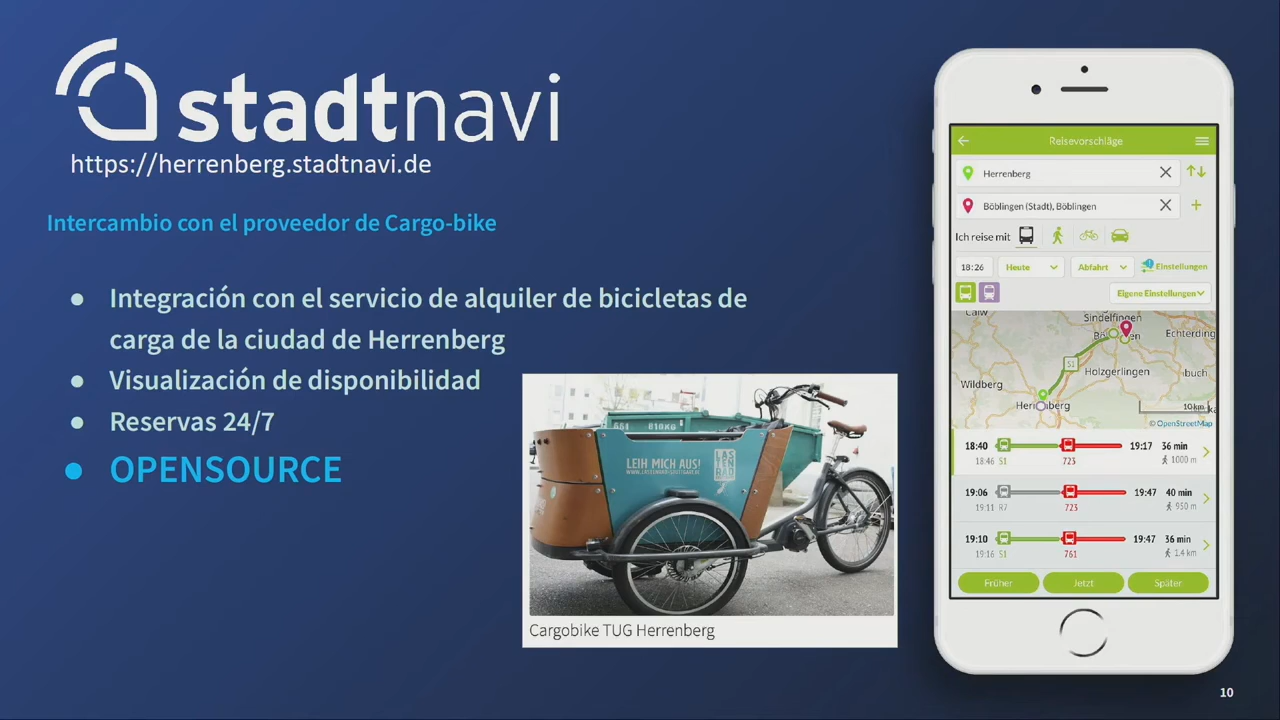 stadtnavi
https://herrenberg.stadtnavi.de
Intercambio con el proveedor de Cargo-bike
● Integración con el servicio de alquiler de bicicletas de
carga de la ciudad de Herrenberg
● Visualización de disponibilidad
● Reservas 24/7
● OPENSOURCE
LEIH MICH AUS!
LAS
TEN
RAD
Cargobike TUG Herrenberg
Reisevorschläge
Herrenberg
Böblingen (Stadt), Böblingen
Ich reise mit
18:26 Heute Abfahrt Einstellungen
Eigene Einstellungen
Calw Sindelfingen
Echterding
S1
Holzgerlingen
Wildberg
10 km
© OpenStreetMap
18:40 19:17 36 min
18:46 S1 723 1000 m
19:06 19:47 40 min
19:11 R7 723 950 m
19:10 19:47 36 min
19:16 S1 761 1.4 km
Früher Jetzt Später
10